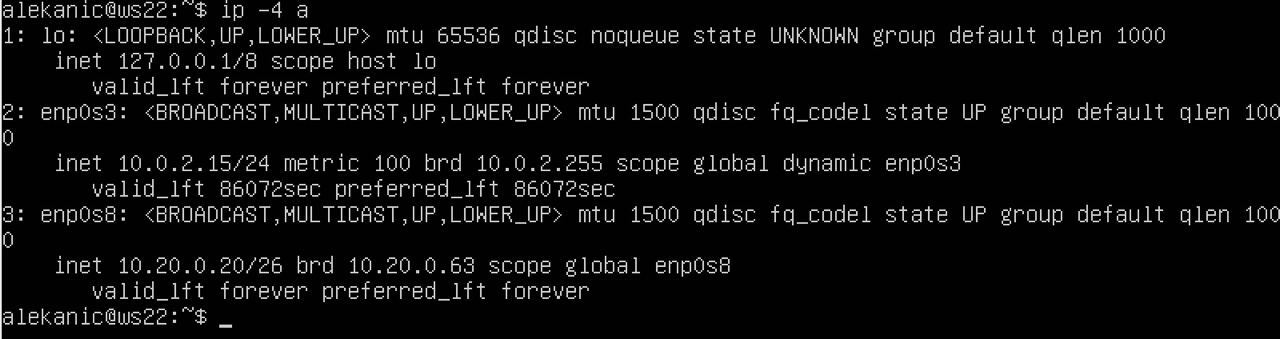 alekanic@ws22:~$ ip -4 a
1: lo: <LOOPBACK,UP,LOWER_UP> mtu 65536 qdisc noqueue state UNKNOWN group default qlen 1000
    inet 127.0.0.1/8 scope host lo
       valid_lft forever preferred_lft forever
2: enp0s3: <BROADCAST,MULTICAST,UP,LOWER_UP> mtu 1500 qdisc fq_codel state UP group default qlen 100
0
    inet 10.0.2.15/24 metric 100 brd 10.0.2.255 scope global dynamic enp0s3
       valid_lft 86072sec preferred_lft 86072sec
3: enp0s8: <BROADCAST,MULTICAST,UP,LOWER_UP> mtu 1500 qdisc fq_codel state UP group default qlen 100
0
    inet 10.20.0.20/26 brd 10.20.0.63 scope global enp0s8
       valid_lft forever preferred_lft forever
alekanic@ws22:~$ _